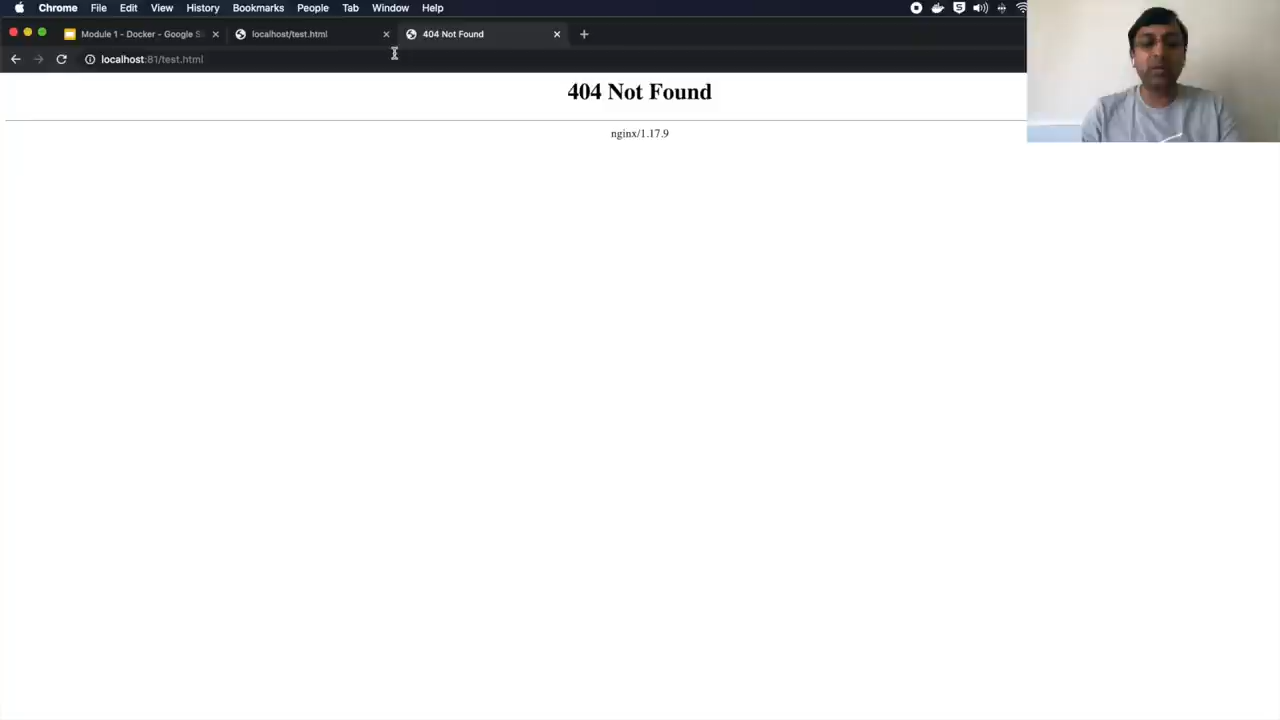 Chrome File Edit View History Bookmarks People Tab Window Help
Module 1 - Docker - Google S
localhost/test.html
404 Not Found
localhost:81/test.html
404 Not Found
nginx/1.17.9